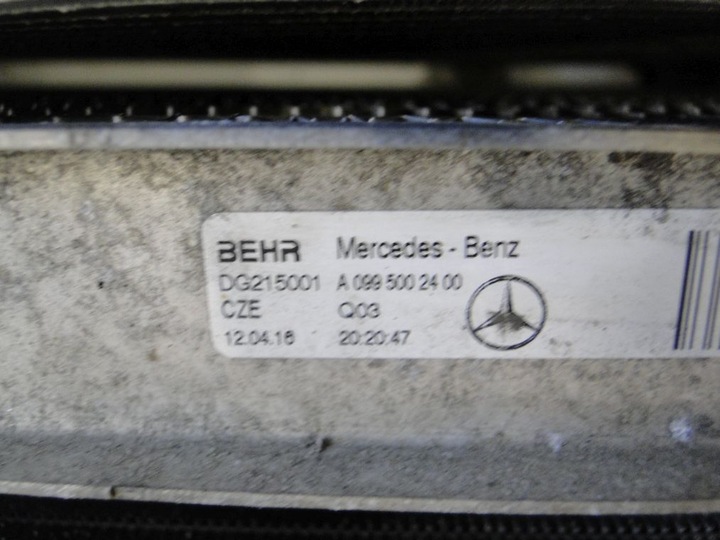 BEHR Mercedes - Benz
DG215001 A 099 500 24 00
CZE Q03
12.04.16 20:20:47